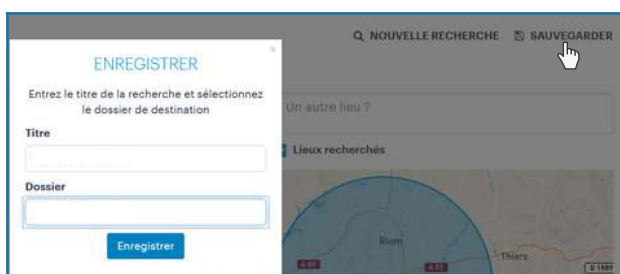 NOUVELLE RECHERCHE
SAUVEGARDER
×
ENREGISTRER
Entrez le titre de la recherche et sélectionnez
le dossier de destination
Titre
Dossier
Enregistrer
Un autre lieu ?
Lieux recherchés
Riom
Thiers
A 89